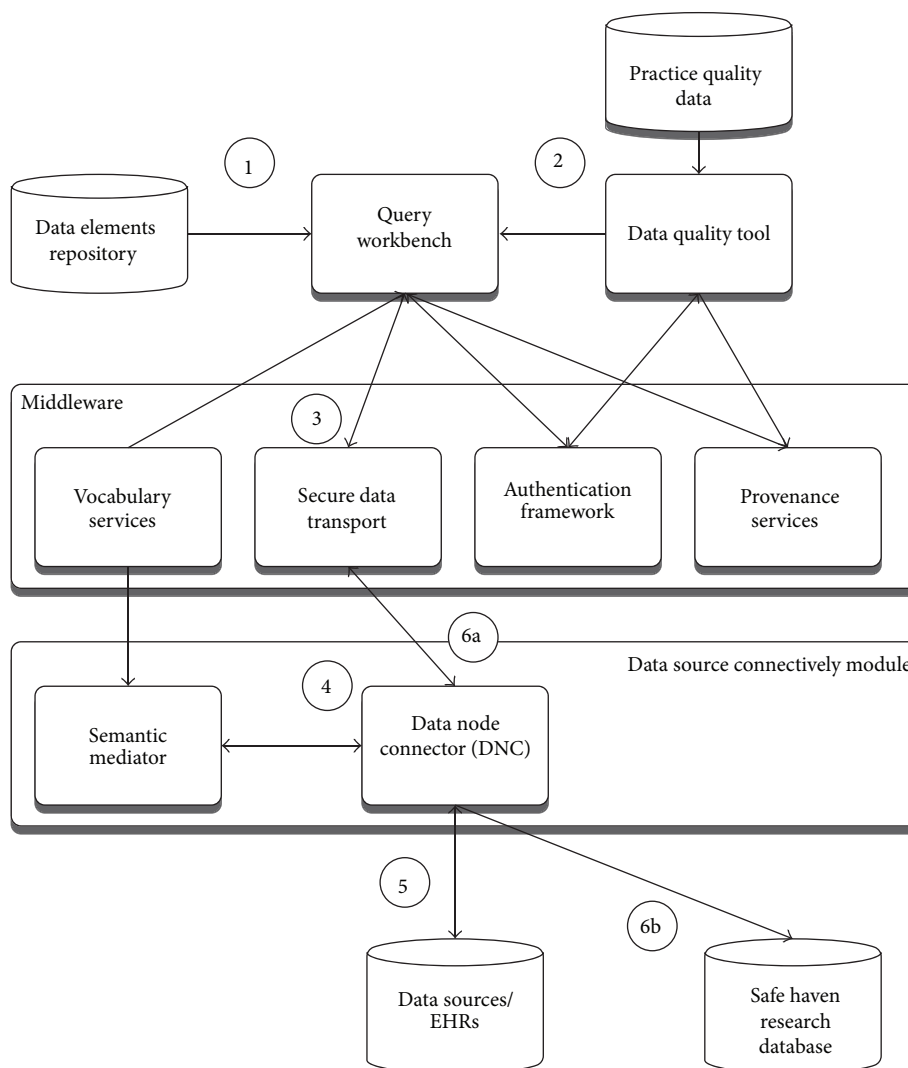 Practice quality
data
1
2
Data elements
repository
Query
workbench
Data quality tool
Middleware
3
Vocabulary
services
Secure data
transport
Authentication
framework
Provenance
services
6a
Data source connectively module
4
Semantic
mediator
Data node
connector (DNC)
5
6b
Data sources/
EHRs
Safe haven
research
database